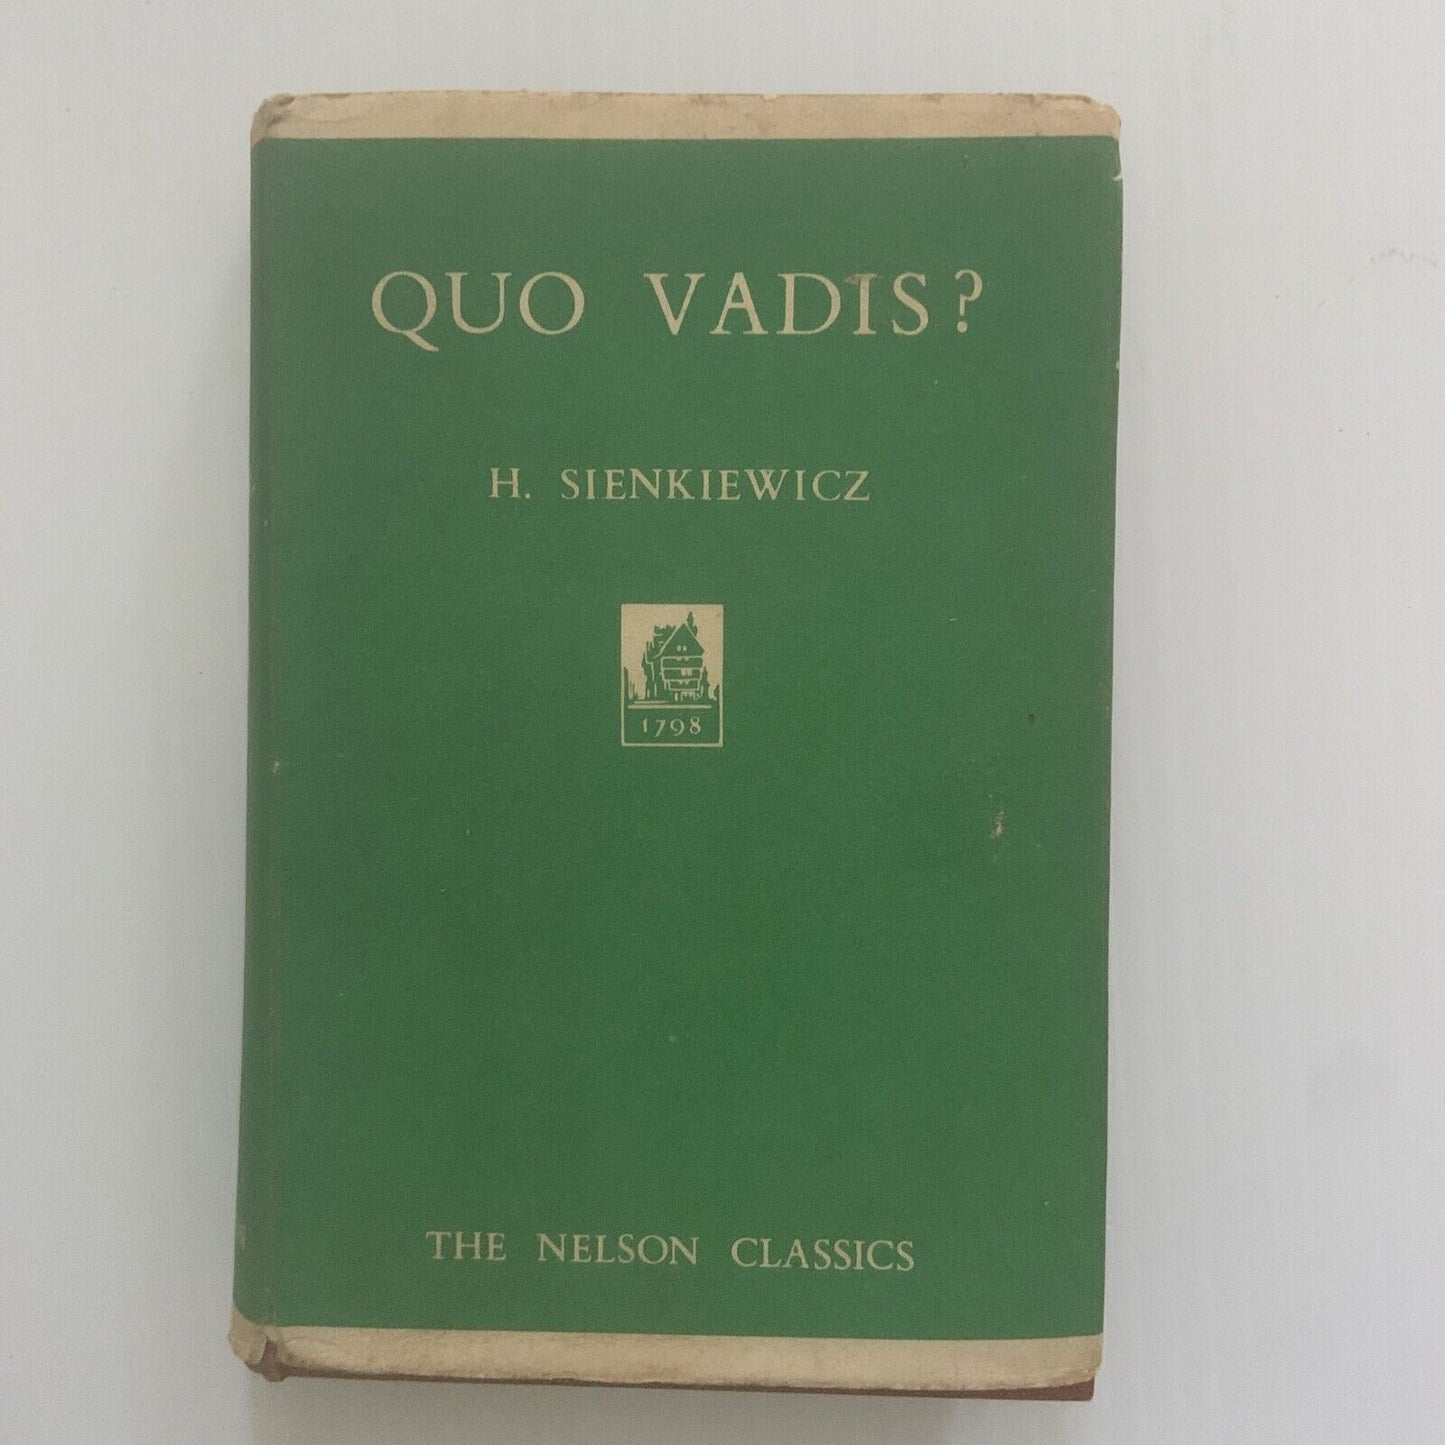 QUO VADIS?
H. SIENKIEWICZ
1798
THE NELSON CLASSICS